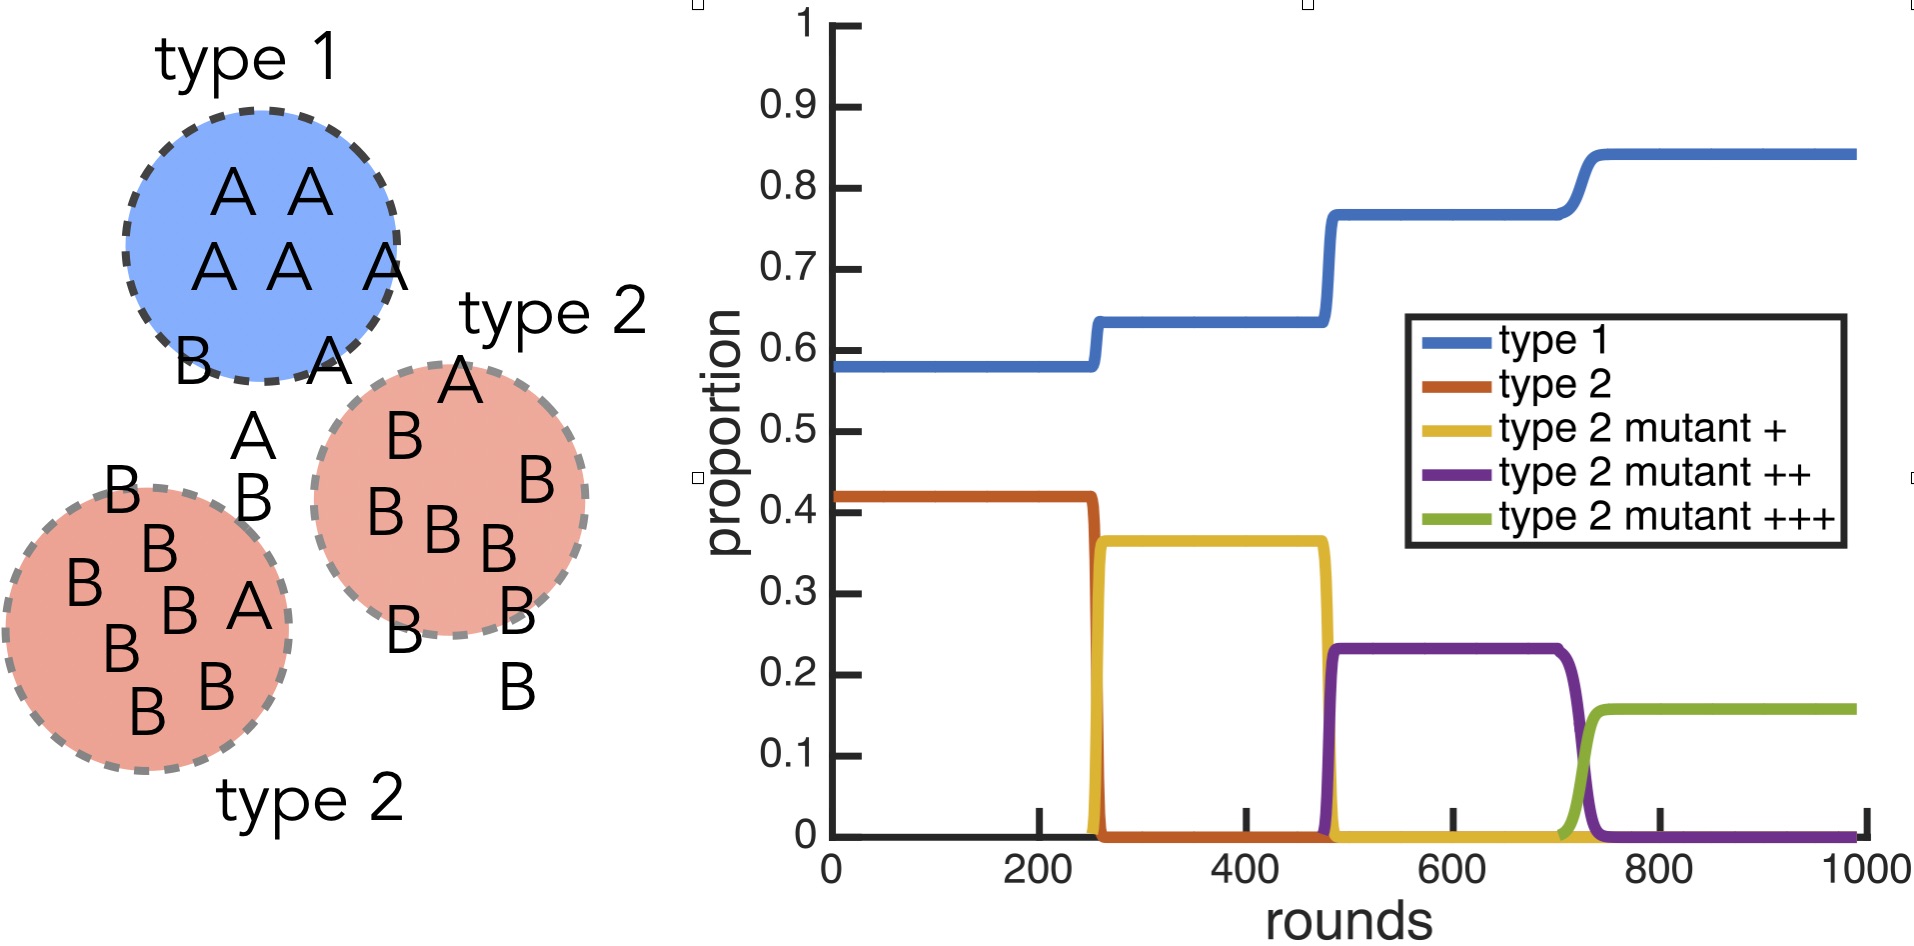 type 1
A A
A A A
B A
type 2
A
A
B
B
B
B
B
B
B
B
B
B
B
B
B
A
B
B
B
B
B
type 2
1
0.9
0.8
0.7
0.6
0.5
0.4
0.3
0.2
0.1
0
proportion
0 200 400 600 800 1000
rounds
type 1
type 2
type 2 mutant +
type 2 mutant ++
type 2 mutant +++